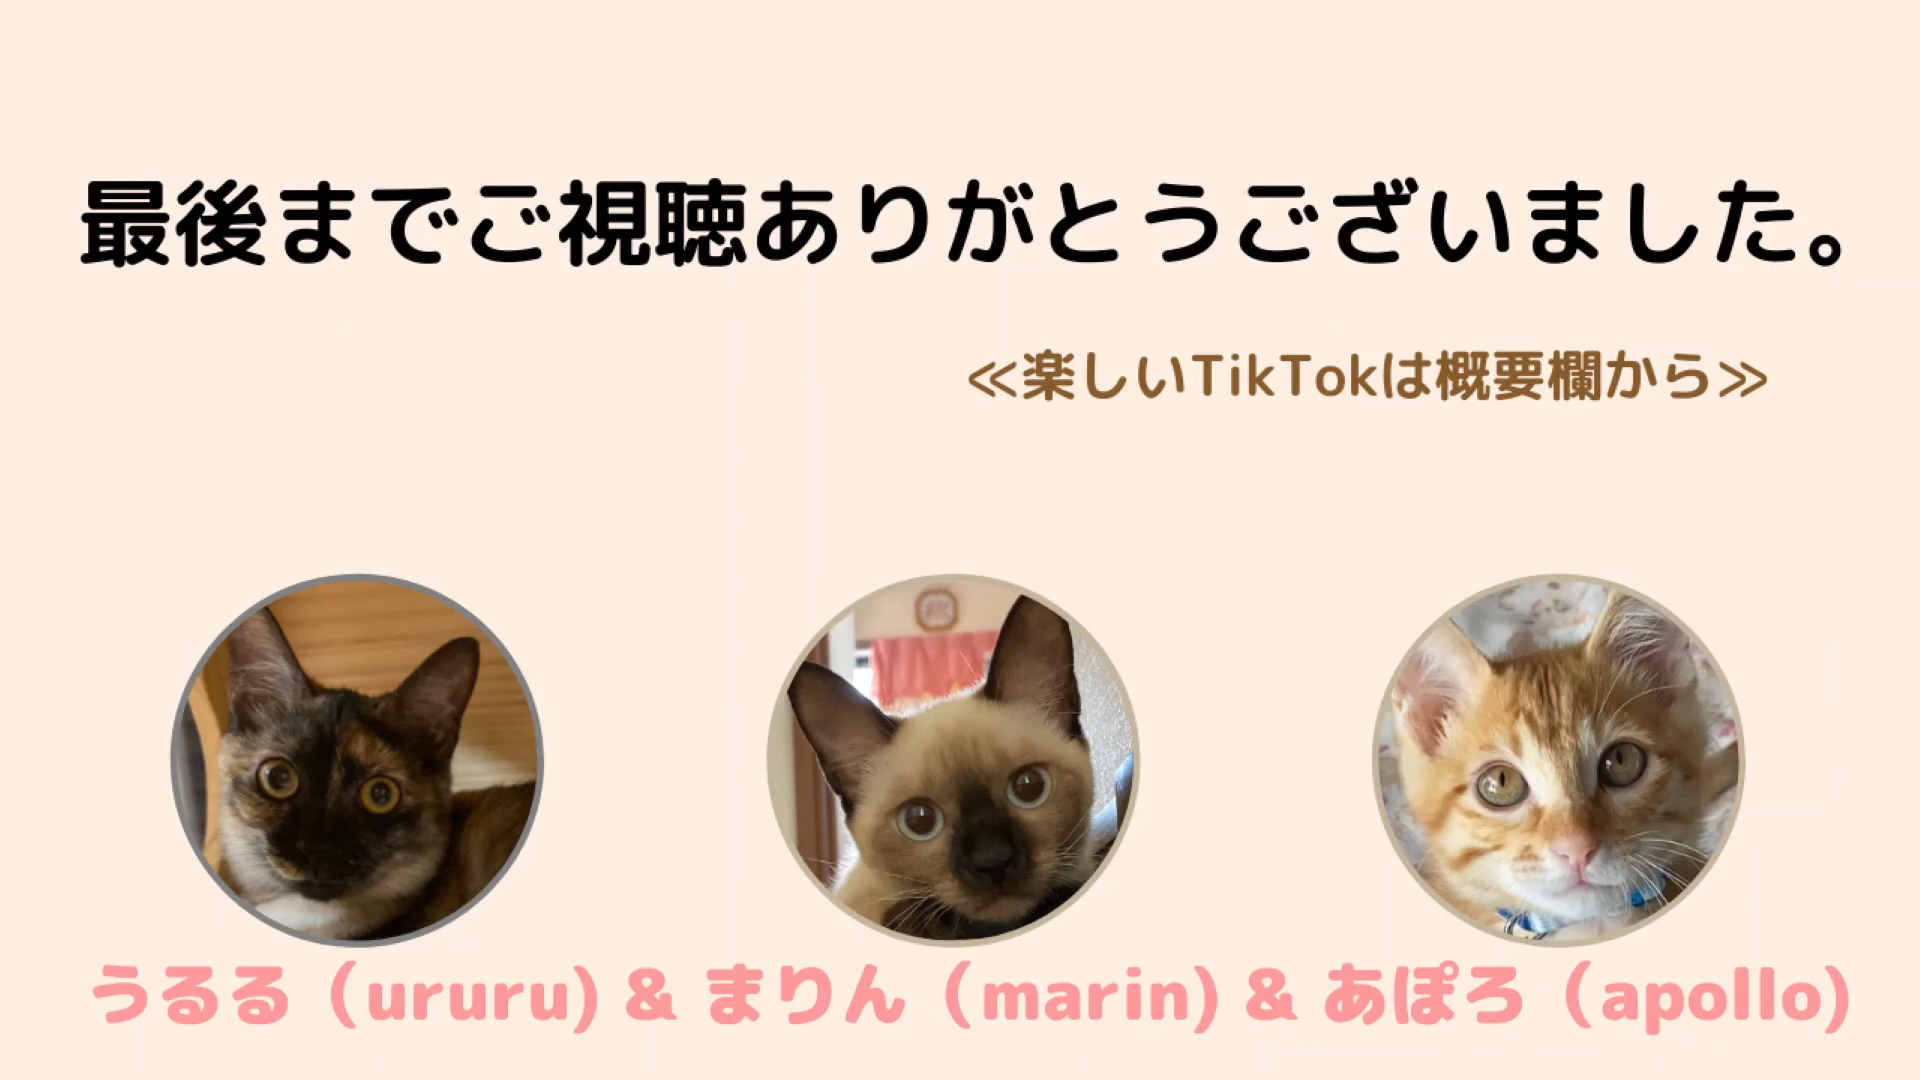 最後までご視聴ありがとうございました。
≪楽しいTikTokは概要欄から≫
うるる（ururu) & まりん（marin) & あぽろ（apollo)